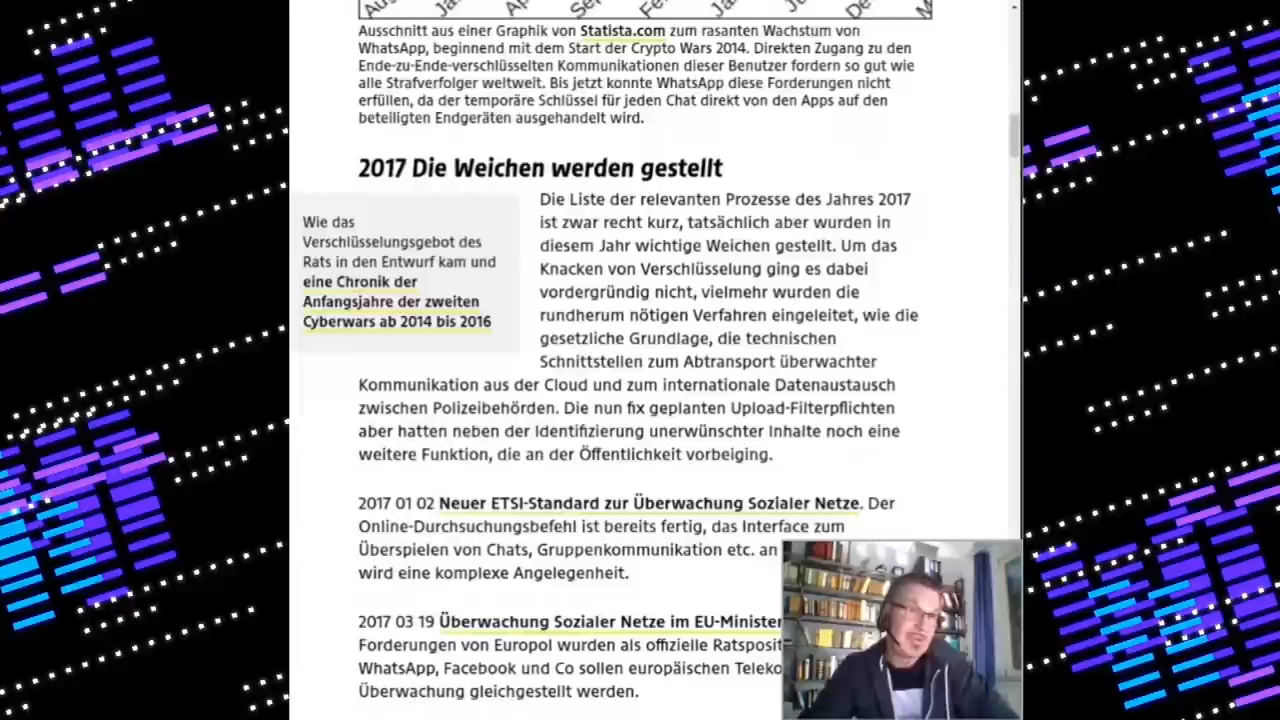 Ausschnitt aus einer Graphik von Statista.com zum rasanten Wachstum von
WhatsApp, beginnend mit dem Start der Crypto Wars 2014. Direkten Zugang zu den
Ende-zu-Ende-verschlüsselten Kommunikationen dieser Benutzer fordern so gut wie
alle Strafverfolger weltweit. Bis jetzt konnte WhatsApp diese Forderungen nicht
erfüllen, da der temporäre Schlüssel für jeden Chat direkt von den Apps auf den
beteiligten Endgeräten ausgehandelt wird.
2017 Die Weichen werden gestellt
Wie das
Verschlüsselungsgebot des
Rats in den Entwurf kam und
eine Chronik der
Anfangsjahre der zweiten
Cyberwars ab 2014 bis 2016
Die Liste der relevanten Prozesse des Jahres 2017
ist zwar recht kurz, tatsächlich aber wurden in
diesem Jahr wichtige Weichen gestellt. Um das
Knacken von Verschlüsselung ging es dabei
vordergründig nicht, vielmehr wurden die
rundherum nötigen Verfahren eingeleitet, wie die
gesetzliche Grundlage, die technischen
Schnittstellen zum Abtransport überwachter
Kommunikation aus der Cloud und zum internationale Datenaustausch
zwischen Polizeibehörden. Die nun fix geplanten Upload-Filterpflichten
aber hatten neben der Identifizierung unerwünschter Inhalte noch eine
weitere Funktion, die an der Öffentlichkeit vorbeiging.
2017 01 02 Neuer ETSI-Standard zur Überwachung Sozialer Netze. Der
Online-Durchsuchungsbefehl ist bereits fertig, das Interface zum
Überspielen von Chats, Gruppenkommunikation etc. an
wird eine komplexe Angelegenheit.
2017 03 19 Überwachung Sozialer Netze im EU-Minister
Forderungen von Europol wurden als offizielle Ratsposit
WhatsApp, Facebook und Co sollen europäischen Teleko
Überwachung gleichgestellt werden.